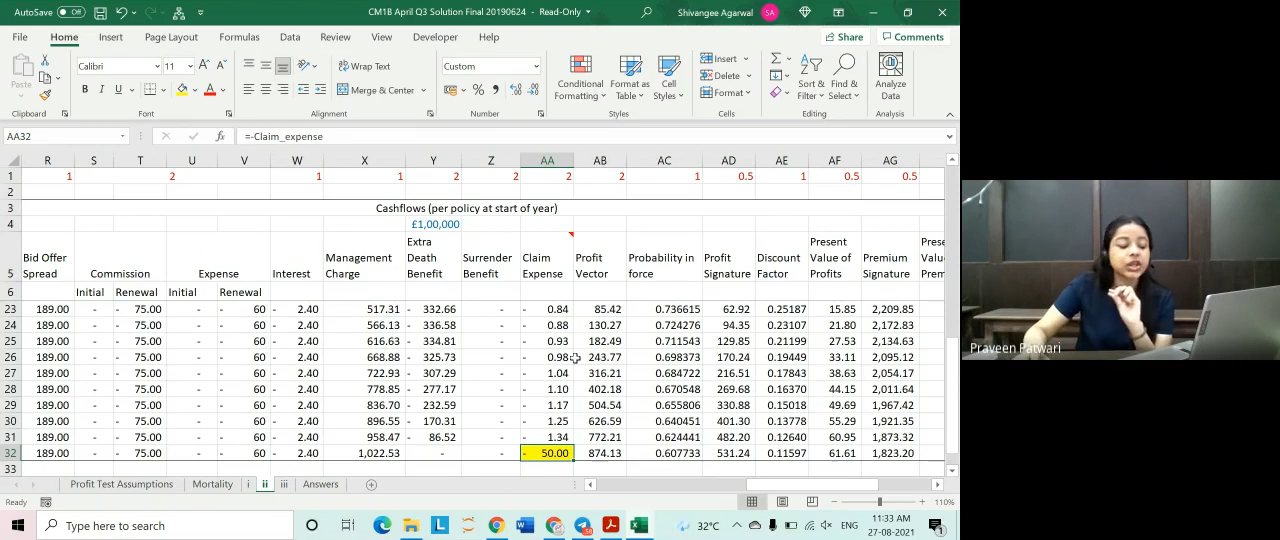 AutoSave Off CM1B April Q3 Solution Final 20190624 - Read-Only Shivangee Agarwal SA
File Home Insert Page Layout Formulas Data Review View Developer Help Share Comments
Calibri 11 Wrap Text Custom Insert
Paste B I U A Merge & Center % Conditional Formatting Format as Table Cell Styles Delete Format Sort & Filter Find & Select Analyze Data
Clipboard Font Alignment Number Styles Cells Editing Analysis
AA32 fx =-Claim_expense
R S T U V W X Y Z AA AB AC AD AE AF AG
1 1 2 1 1 2 2 2 2 1 0.5 1 0.5 0.5
2
3 Cashflows (per policy at start of year)
4 £1,00,000
5 Bid Offer Spread Commission Expense Interest Management Charge Extra Death Benefit Surrender Benefit Claim Expense Profit Vector Probability in force Profit Signature Discount Factor Present Value of Profits Premium Signature
6 Initial Renewal Initial Renewal
23 189.00 - - 75.00 - - 60 - 2.40 517.31 - 332.66 - - 0.84 85.42 0.736615 62.92 0.25187 15.85 2,209.85
24 189.00 - - 75.00 - - 60 - 2.40 566.13 - 336.58 - - 0.88 130.27 0.724276 94.35 0.23107 21.80 2,172.83
25 189.00 - - 75.00 - - 60 - 2.40 616.63 - 334.81 - - 0.93 182.49 0.711543 129.85 0.21199 27.53 2,134.63
26 189.00 - - 75.00 - - 60 - 2.40 668.88 - 325.73 - - 0.98 243.77 0.698373 170.24 0.19449 33.11 2,095.12
27 189.00 - - 75.00 - - 60 - 2.40 722.93 - 307.29 - - 1.04 316.21 0.684722 216.51 0.17843 38.63 2,054.17
28 189.00 - - 75.00 - - 60 - 2.40 778.85 - 277.17 - - 1.10 402.18 0.670548 269.68 0.16370 44.15 2,011.64
29 189.00 - - 75.00 - - 60 - 2.40 836.70 - 232.59 - - 1.17 504.54 0.655806 330.88 0.15018 49.69 1,967.42
30 189.00 - - 75.00 - - 60 - 2.40 896.55 - 170.31 - - 1.25 626.59 0.640451 401.30 0.13778 55.29 1,921.35
31 189.00 - - 75.00 - - 60 - 2.40 958.47 - 86.52 - - 1.34 772.21 0.624441 482.20 0.12640 60.95 1,873.32
32 189.00 - - 75.00 - - 60 - 2.40 1,022.53 - - - 50.00 874.13 0.607733 531.24 0.11597 61.61 1,823.20
33
Profit Test Assumptions Mortality i ii iii Answers
Ready 110%
Type here to search 32°C ENG 11:33 AM
27-08-2021
Praveen Patwari